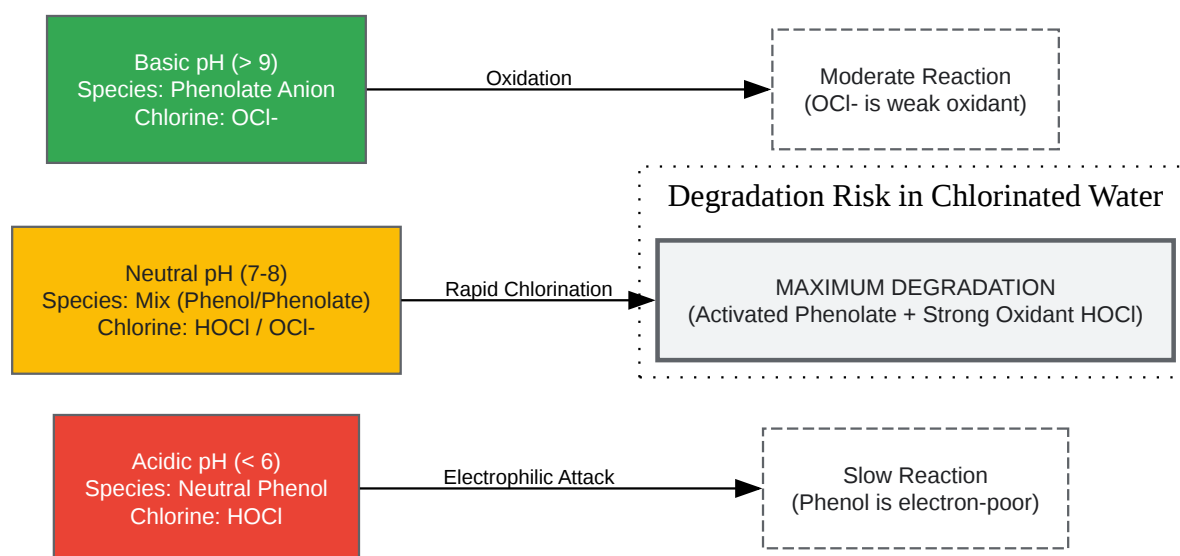 Basic pH (> 9)
Species: Phenolate Anion
Chlorine: OCl-
Oxidation
Moderate Reaction
(OCl- is weak oxidant)
Degradation Risk in Chlorinated Water
Neutral pH (7-8)
Species: Mix (Phenol/Phenolate)
Chlorine: HOCl / OCl-
Rapid Chlorination
MAXIMUM DEGRADATION
(Activated Phenolate + Strong Oxidant HOCl)
Acidic pH (< 6)
Species: Neutral Phenol
Chlorine: HOCl
Electrophilic Attack
Slow Reaction
(Phenol is electron-poor)